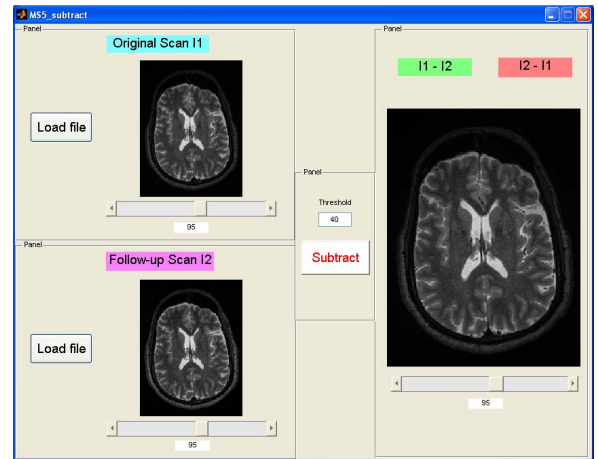 MS5_subtract
Panel
Original Scan I1
Load file
95
Panel
Follow-up Scan I2
Load file
95
Panel
Threshold
40
Subtract
Panel
I1 - I2
I2 - I1
95